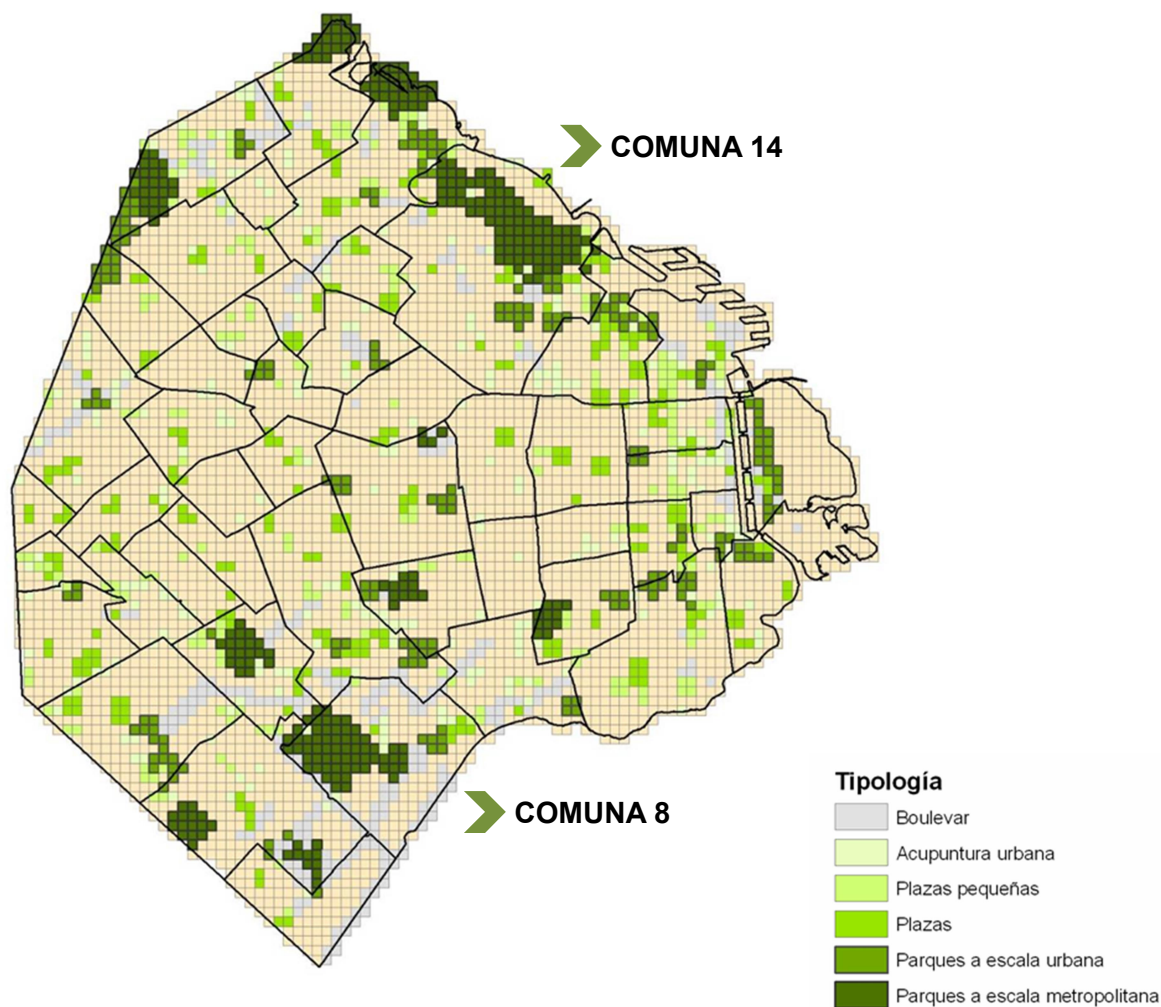 COMUNA 14
COMUNA 8
Tipología
Boulevar
Acupuntura urbana
Plazas pequeñas
Plazas
Parques a escala urbana
Parques a escala metropolitana